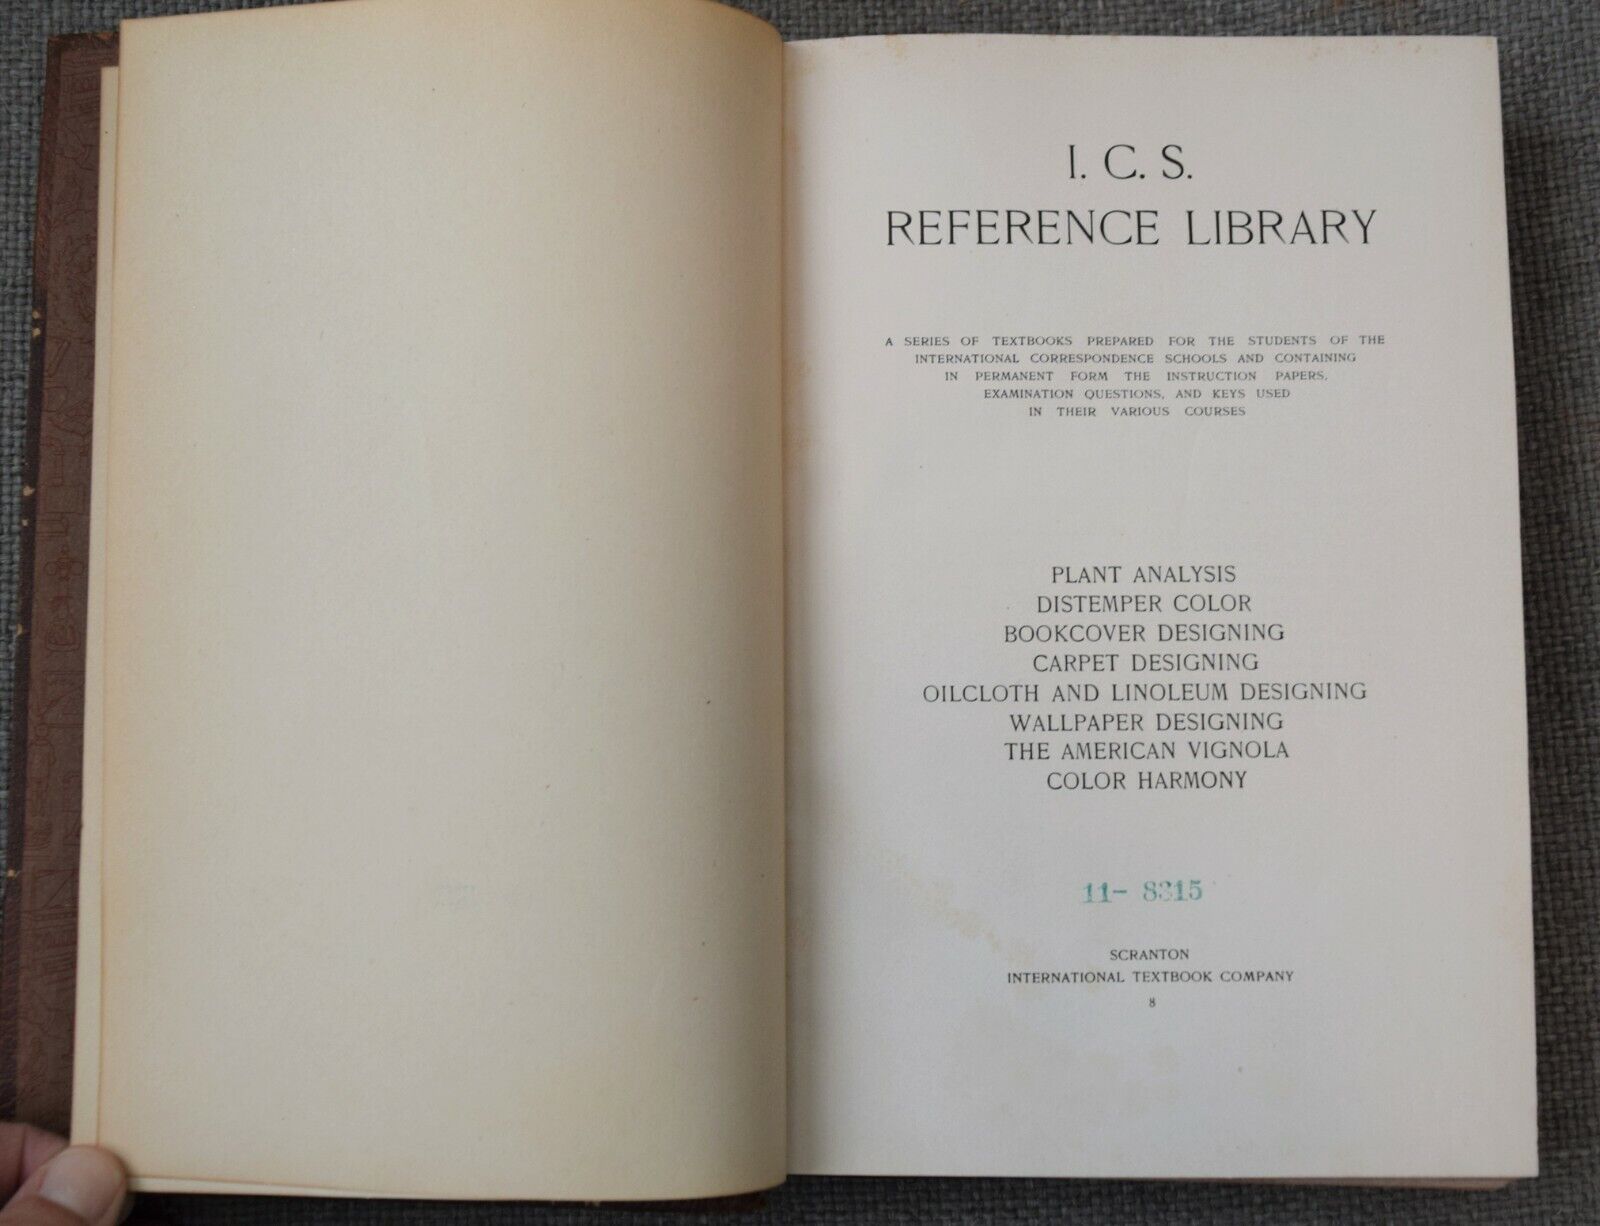 I. C. S.
REFERENCE LIBRARY
A SERIES OF TEXTBOOKS PREPARED FOR THE STUDENTS OF THE
INTERNATIONAL CORRESPONDENCE SCHOOLS AND CONTAINING
IN PERMANENT FORM THE INSTRUCTION PAPERS,
EXAMINATION QUESTIONS, AND KEYS USED
IN THEIR VARIOUS COURSES
PLANT ANALYSIS
DISTEMPER COLOR
BOOKCOVER DESIGNING
CARPET DESIGNING
OILCLOTH AND LINOLEUM DESIGNING
WALLPAPER DESIGNING
THE AMERICAN VIGNOLA
COLOR HARMONY
11- 8315
SCRANTON
INTERNATIONAL TEXTBOOK COMPANY
8